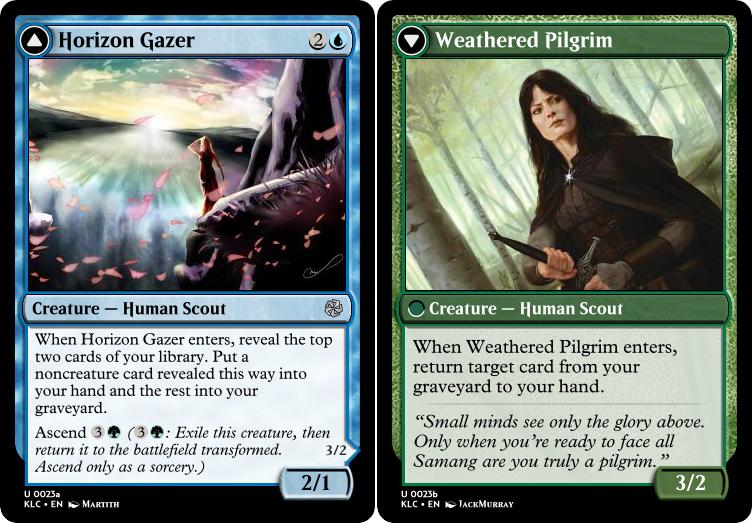 Horizon Gazer
2
Creature — Human Scout
When Horizon Gazer enters, reveal the top
two cards of your library. Put a
noncreature card revealed this way into
your hand and the rest into your
graveyard.
Ascend 3 (3: Exile this creature, then
return it to the battlefield transformed.
Ascend only as a sorcery.)
3/2
2/1
U 0023a
KLC • EN Martith
Weathered Pilgrim
Creature — Human Scout
When Weathered Pilgrim enters,
return target card from your
graveyard to your hand.
“Small minds see only the glory above.
Only when you’re ready to face all
Samang are you truly a pilgrim.”
3/2
U 0023b
KLC • EN JackMurray